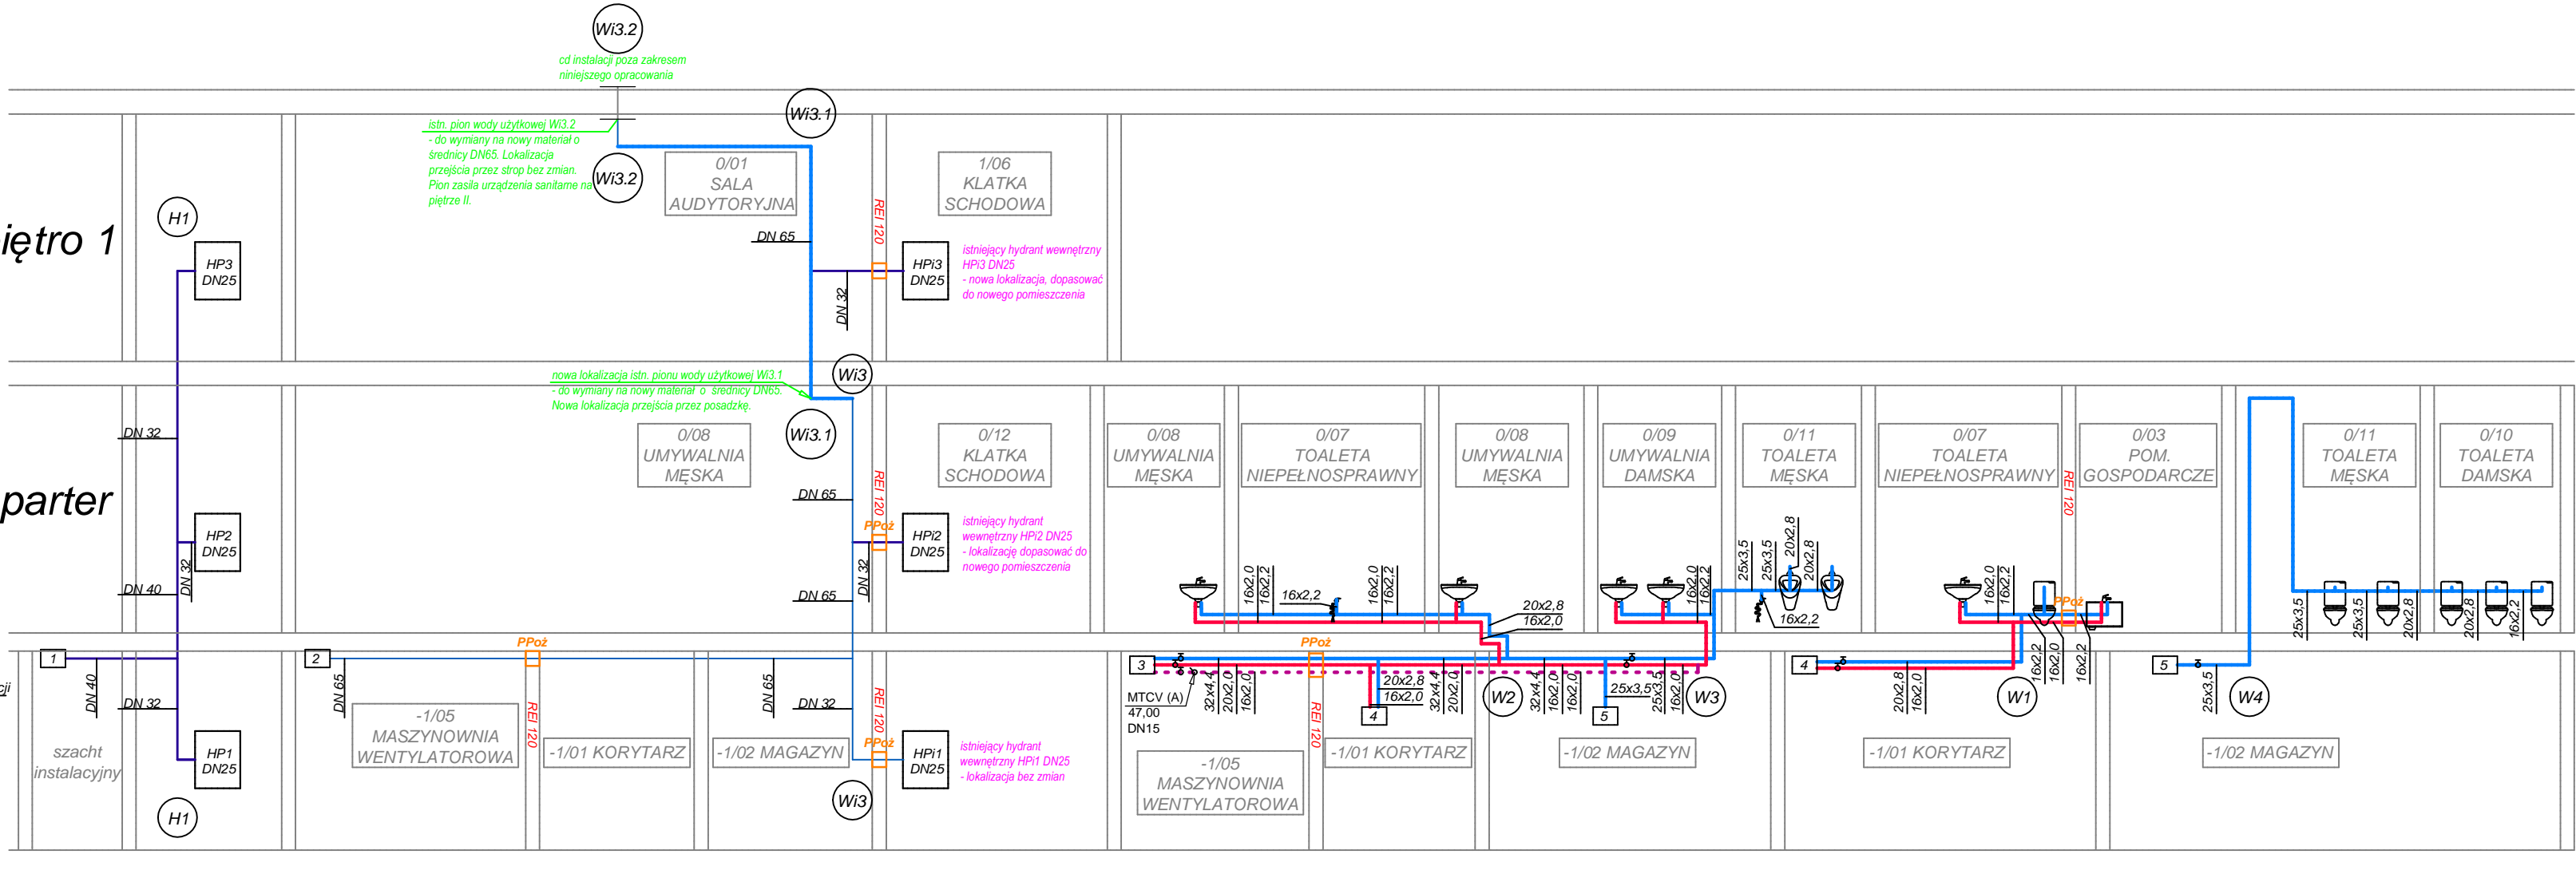 Wi3.2
cd instalacji poza zakresem
niniejszego opracowania
Wi3.1
istn. pion wody użytkowej Wi3.2
- do wymiany na nowy materiał o
średnicy DN65. Lokalizacja
przejścia przez strop bez zmian.
Pion zasila urządzenia sanitarne na
piętrze II.
Wi3.2
0/01
SALA
AUDYTORYJNA
1/06
KLATKA
SCHODOWA
iętro 1
H1
HP3
DN25
DN 65
REI 120
HPi3
DN25
DN 32
istniejący hydrant wewnętrzny
HPi3 DN25
- nowa lokalizacja, dopasować
do nowego pomieszczenia
nowa lokalizacja istn. pionu wody użytkowej Wi3.1
- do wymiany na nowy materiał o średnicy DN65.
Nowa lokalizacja przejścia przez posadzkę.
Wi3
Wi3.1
parter
DN 32
HP2
DN25
DN 32
DN 40
0/08
UMYWALNIA
MĘSKA
DN 65
DN 65
REI 120
PPoż
DN 32
HPi2
DN25
0/12
KLATKA
SCHODOWA
istniejący hydrant
wewnętrzny HPi2 DN25
- lokalizację dopasować do
nowego pomieszczenia
0/08
UMYWALNIA
MĘSKA
0/07
TOALETA
NIEPEŁNOSPRAWNY
0/08
UMYWALNIA
MĘSKA
0/09
UMYWALNIA
DAMSKA
0/11
TOALETA
MĘSKA
0/07
TOALETA
NIEPEŁNOSPRAWNY
REI 120
0/03
POM.
GOSPODARCZE
0/11
TOALETA
MĘSKA
0/10
TOALETA
DAMSKA
16x2,0
16x2,2
16x2,2
16x2,0
16x2,2
20x2,8
16x2,0
16x2,0
16x2,2
25x3,5
25x3,5
20x2,8
20x2,8
16x2,2
16x2,0
16x2,2
PPoż
16x2,2
16x2,0
16x2,2
25x3,5
25x3,5
20x2,8
20x2,8
16x2,2
1
DN 40
DN 32
cji
szacht
instalacyjny
HP1
DN25
H1
2
DN 65
PPoż
REI 120
DN 65
DN 32
-1/05
MASZYNOWNIA
WENTYLATOROWA
-1/01 KORYTARZ
-1/02 MAGAZYN
REI 120
PPoż
HPi1
DN25
Wi3
istniejący hydrant
wewnętrzny HPi1 DN25
- lokalizacja bez zmian
3
MTCV (A)
47,00
DN15
32x4,4
20x2,0
16x2,0
PPoż
REI 120
20x2,8
16x2,0
4
32x4,4
20x2,0
W2
32x4,4
16x2,0
16x2,0
25x3,5
5
25x3,5
16x2,0
W3
-1/05
MASZYNOWNIA
WENTYLATOROWA
-1/01 KORYTARZ
-1/02 MAGAZYN
4
20x2,8
16x2,0
W1
-1/01 KORYTARZ
5
25x3,5
W4
-1/02 MAGAZYN